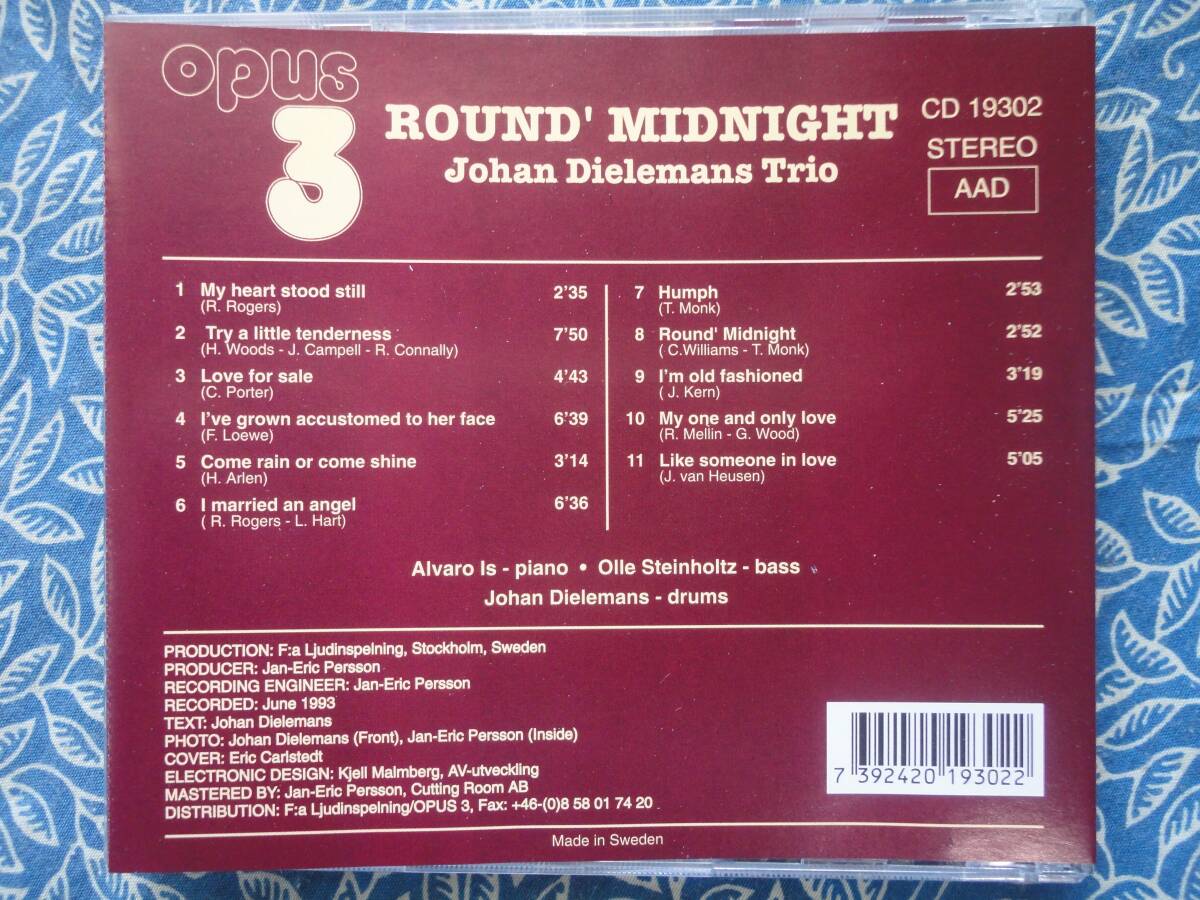 opus
3
ROUND' MIDNIGHT
Johan Dielemans Trio
CD 19302
STEREO
AAD
1 My heart stood still 2'35
(R. Rogers)
2 Try a little tenderness 7'50
(H. Woods - J. Campell - R. Connally)
3 Love for sale 4'43
(C. Porter)
4 I've grown accustomed to her face 6'39
(F. Loewe)
5 Come rain or come shine 3'14
(H. Arlen)
6 I married an angel 6'36
( R. Rogers - L. Hart)
7 Humph 2'53
(T. Monk)
8 Round' Midnight 2'52
( C.Williams - T. Monk)
9 I'm old fashioned 3'19
( J. Kern)
10 My one and only love 5'25
(R. Mellin - G. Wood)
11 Like someone in love 5'05
(J. van Heusen)
Alvaro Is - piano • Olle Steinholtz - bass
Johan Dielemans - drums
PRODUCTION: F:a Ljudinspelning, Stockholm, Sweden
PRODUCER: Jan-Eric Persson
RECORDING ENGINEER: Jan-Eric Persson
RECORDED: June 1993
TEXT: Johan Dielemans
PHOTO: Johan Dielemans (Front), Jan-Eric Persson (Inside)
COVER: Eric Carlstedt
ELECTRONIC DESIGN: Kjell Malmberg, AV-utveckling
MASTERED BY: Jan-Eric Persson, Cutting Room AB
DISTRIBUTION: F:a Ljudinspelning/OPUS 3, Fax: +46-(0)8 58 01 74 20
7 392420 193022
Made in Sweden